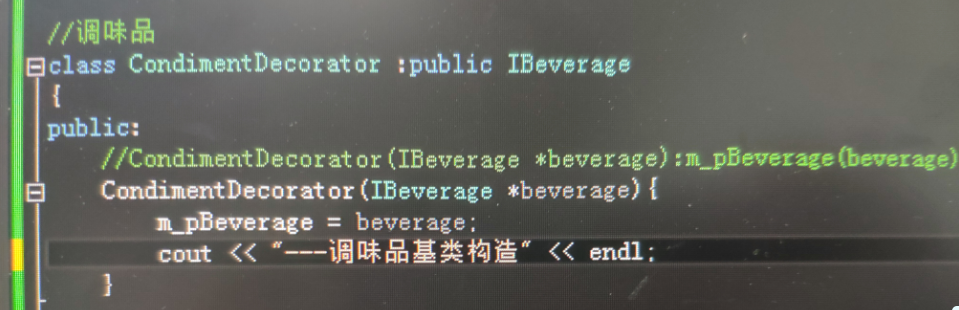 //调味品
class CondimentDecorator :public IBeverage
{
public:
//CondimentDecorator(IBeverage *beverage):m_pBeverage(beverage)
CondimentDecorator(IBeverage *beverage){
m_pBeverage = beverage;
cout << "---调味品基类构造" << endl;
}